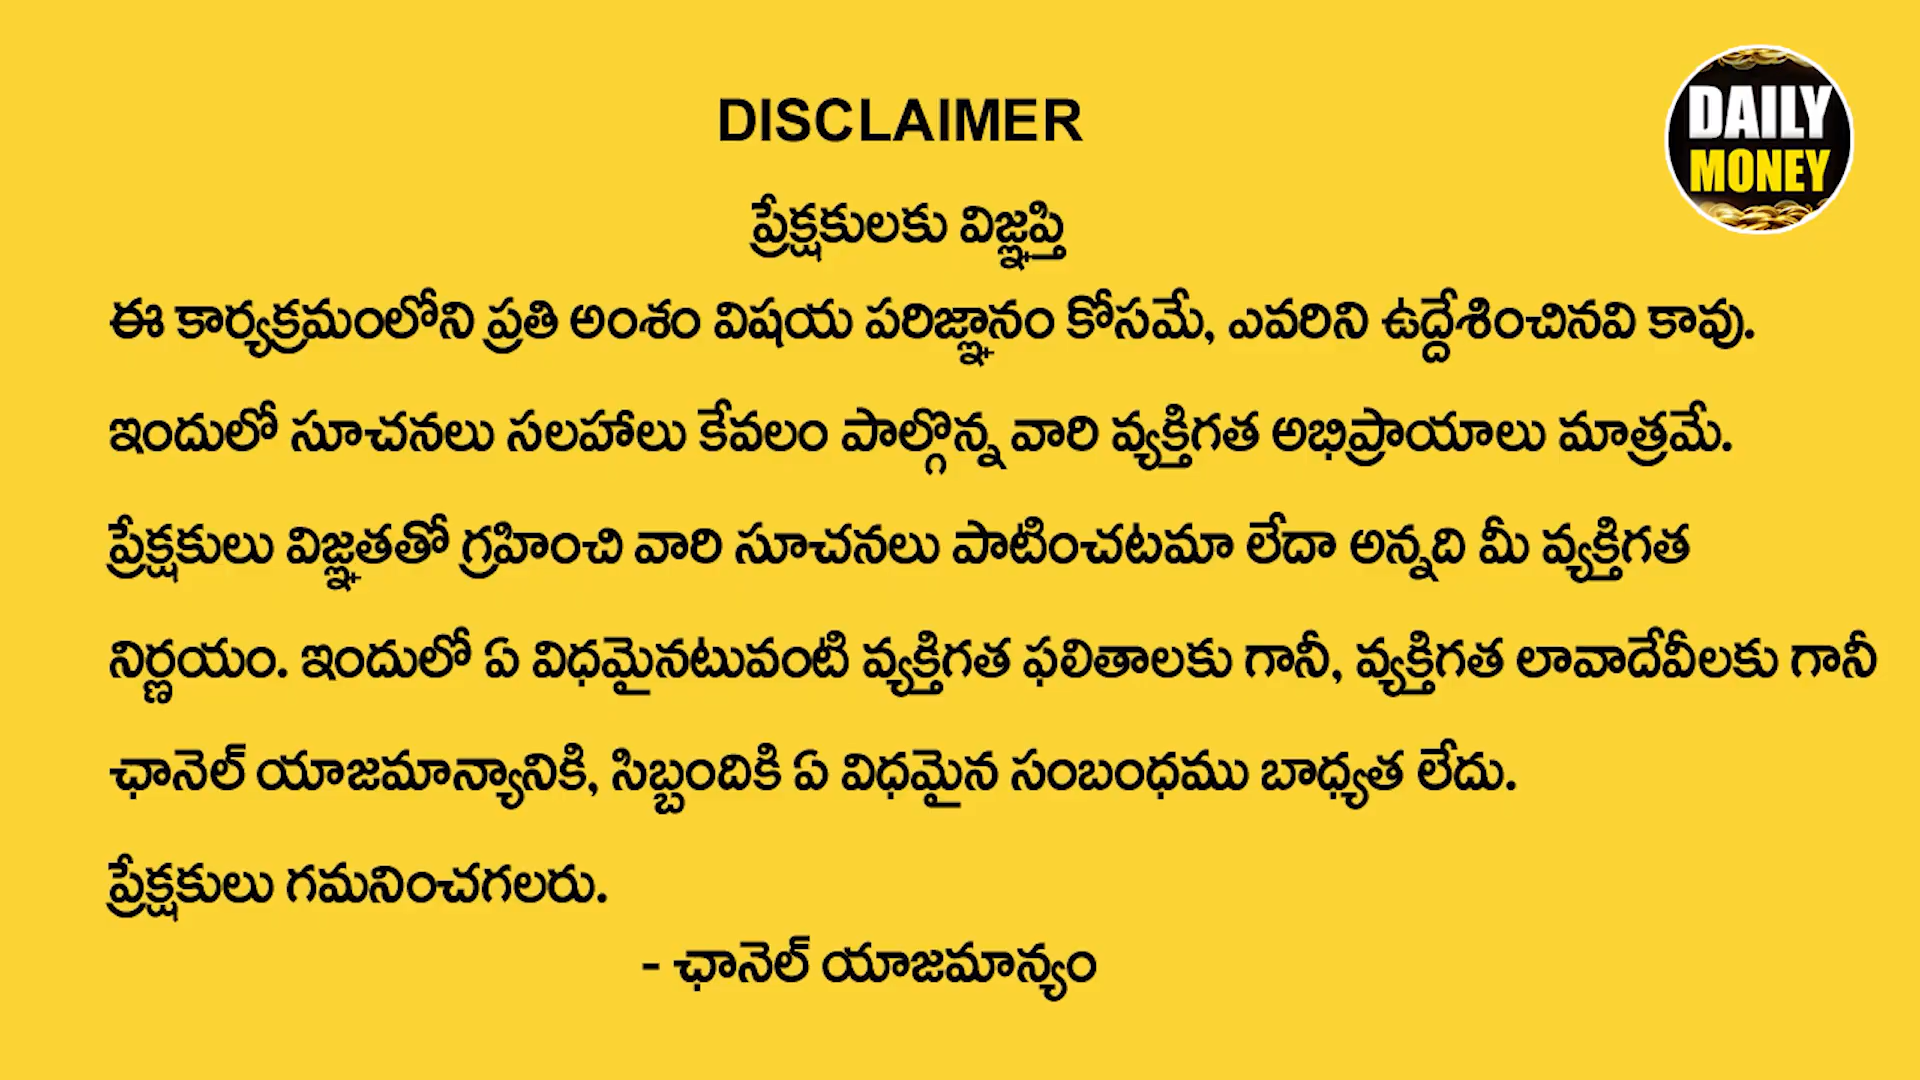 DISCLAIMER
DAILY
MONEY
ప్రేక్షకులకు విజ్ఞప్తి
ఈ కార్యక్రమంలోని ప్రతి అంశం విషయ పరిజ్ఞానం కోసమే, ఎవరిని ఉద్దేశించినవి కావు.
ఇందులో సూచనలు సలహాలు కేవలం పాల్గొన్న వారి వ్యక్తిగత అభిప్రాయాలు మాత్రమే.
ప్రేక్షకులు విజ్ఞతతో గ్రహించి వారి సూచనలు పాటించటమా లేదా అన్నది మీ వ్యక్తిగత
నిర్ణయం. ఇందులో ఏ విధమైనటువంటి వ్యక్తిగత ఫలితాలకు గానీ, వ్యక్తిగత లావాదేవీలకు గానీ
ఛానెల్ యాజమాన్యానికి, సిబ్బందికి ఏ విధమైన సంబంధము బాధ్యత లేదు.
ప్రేక్షకులు గమనించగలరు.
- ఛానెల్ యాజమాన్యం